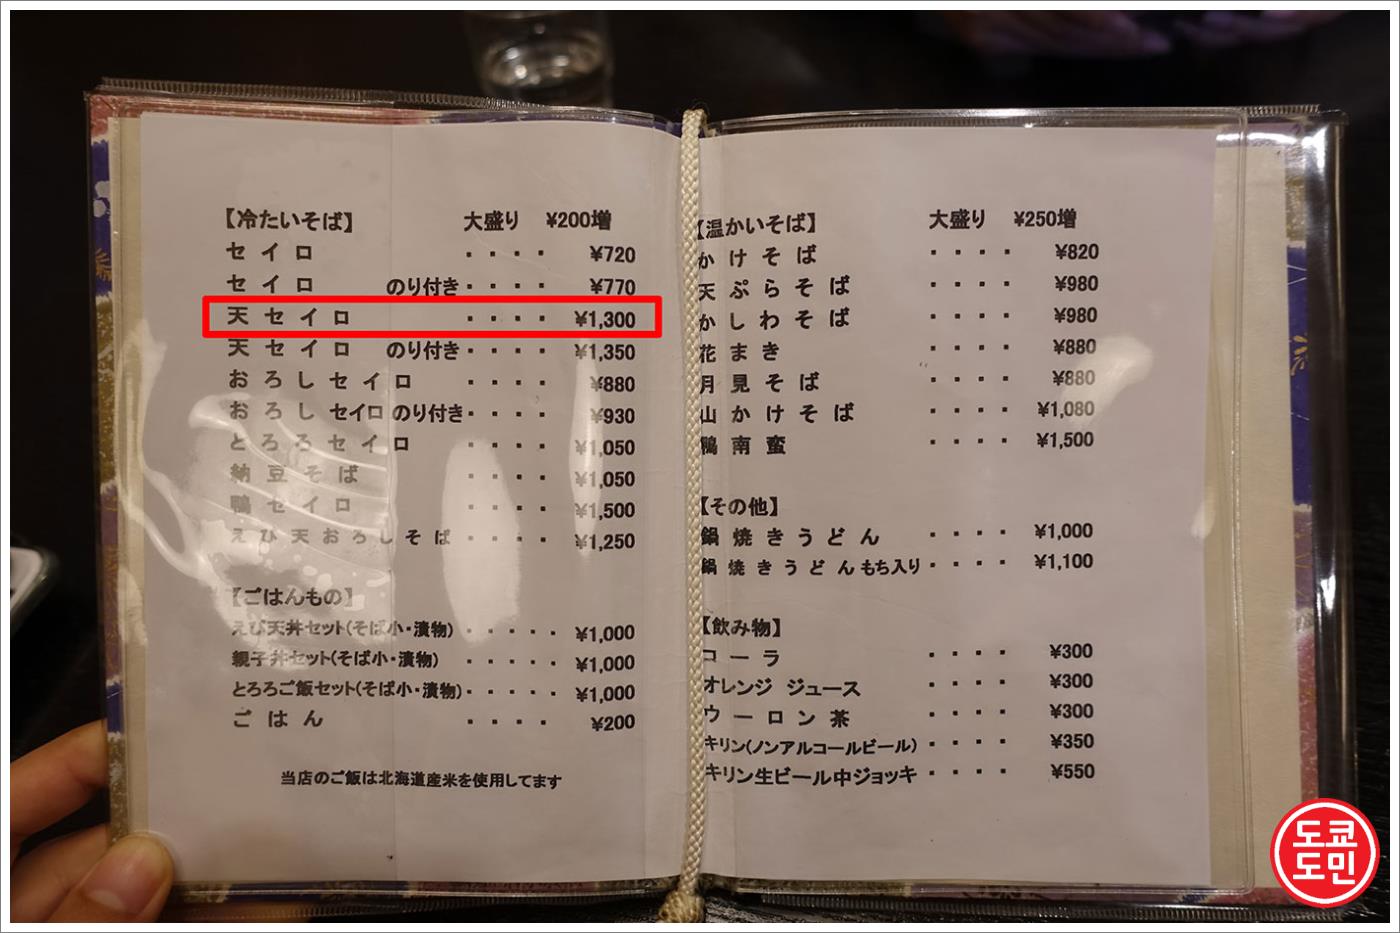 【冷たいそば】 大盛り ¥200増
セイロ ・・・・ ¥720
セイロ のり付き・・・・ ¥770
天セイロ ・・・・ ¥1,300
天セイロ のり付き・・・・ ¥1,350
おろしセイロ ・・・・ ¥880
おろしセイロ のり付き・・・・ ¥930
とろろセイロ ・・・・ ¥1,050
納豆そば ・・・・ ¥1,050
鴨セイロ ・・・・ ¥1,500
えび天おろしそば ・・・・ ¥1,250
【ごはんもの】
えび天丼セット(そば小・漬物) ・・・・・ ¥1,000
親子丼セット(そば小・漬物) ・・・・・ ¥1,000
とろろご飯セット(そば小・漬物)・・・・・ ¥1,000
ごはん ・・・・ ¥200
当店のご飯は北海道産米を使用してます
【温かいそば】 大盛り ¥250増
かけそば ・・・・ ¥820
天ぷらそば ・・・・ ¥980
かしわそば ・・・・ ¥980
花まき ・・・・ ¥880
月見そば ・・・・ ¥880
山かけそば ・・・・ ¥1,080
鴨南蛮 ・・・・ ¥1,500
【その他】
鍋焼きうどん ・・・・ ¥1,000
鍋焼きうどんもち入り・・・・ ¥1,100
【飲み物】
コーラ ・・・・ ¥300
オレンジ ジュース ・・・・ ¥300
ウーロン茶 ・・・・ ¥300
キリン(ノンアルコールビール)・・・・ ¥350
キリン生ビール中ジョッキ・・・・ ¥550
도쿄
도민